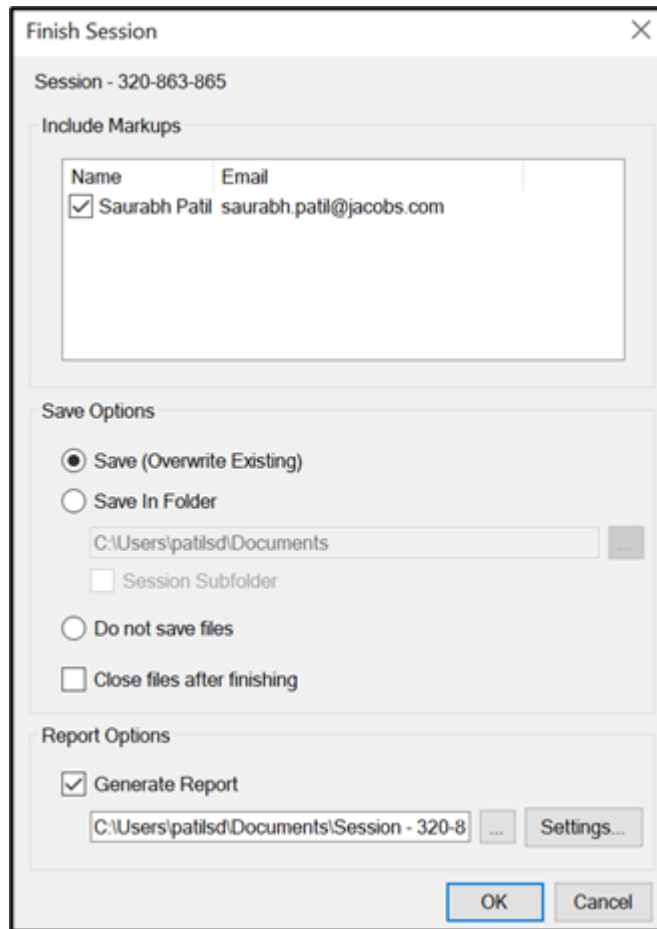 Finish Session
Session - 320-863-865
Include Markups
Name Email
Saurabh Patil saurabh.patil@jacobs.com
Save Options
Save (Overwrite Existing)
Save In Folder
C:\Users\patilsd\Documents
...
Session Subfolder
Do not save files
Close files after finishing
Report Options
Generate Report
C:\Users\patilsd\Documents\Session - 320-8 ... Settings...
OK Cancel